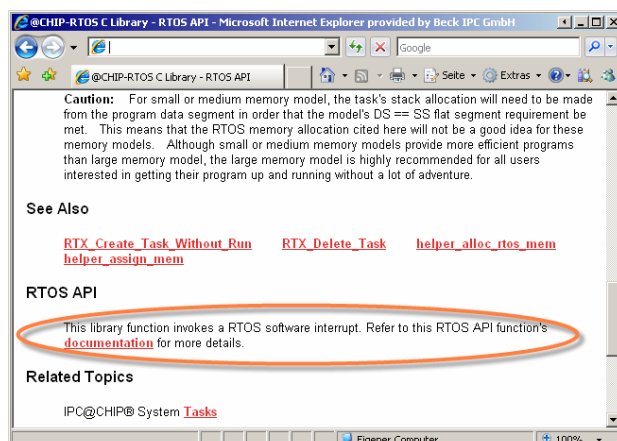 @CHIP-RTOS C Library - RTOS API - Microsoft Internet Explorer provided by Beck IPC GmbH
Google
@CHIP-RTOS C Library - RTOS API
Seite
Extras
Caution: For small or medium memory model, the task's stack allocation will need to be made
from the program data segment in order that the model's DS == SS flat segment requirement be
met. This means that the RTOS memory allocation cited here will not be a good idea for these
memory models. Although small or medium memory models provide more efficient programs
than large memory model, the large memory model is highly recommended for all users
interested in getting their program up and running without a lot of adventure.
See Also
RTX_Create_Task_Without_Run RTX_Delete_Task helper_alloc_rtos_mem
helper_assign_mem
RTOS API
This library function invokes a RTOS software interrupt. Refer to this RTOS API function's
documentation for more details.
Related Topics
IPC@CHIP® System Tasks
Eigener Computer
100%